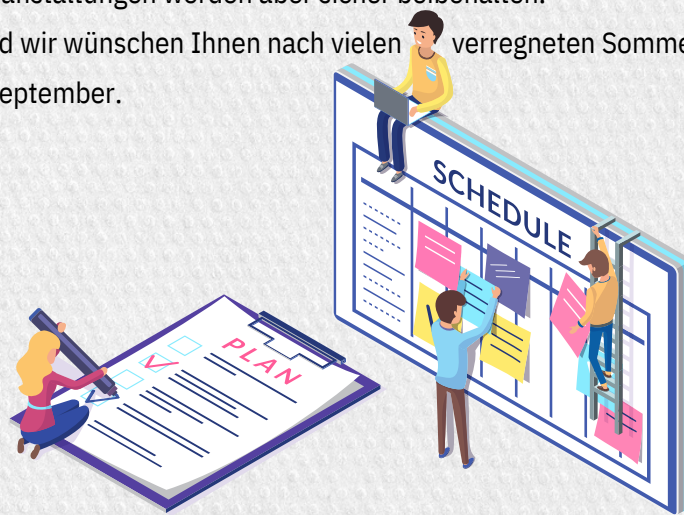 anstaltungen werden aber sicher beibehalten.
d wir wünschen Ihnen nach vielen verregneten Somme
eptember.
SCHEDULE
PLAN